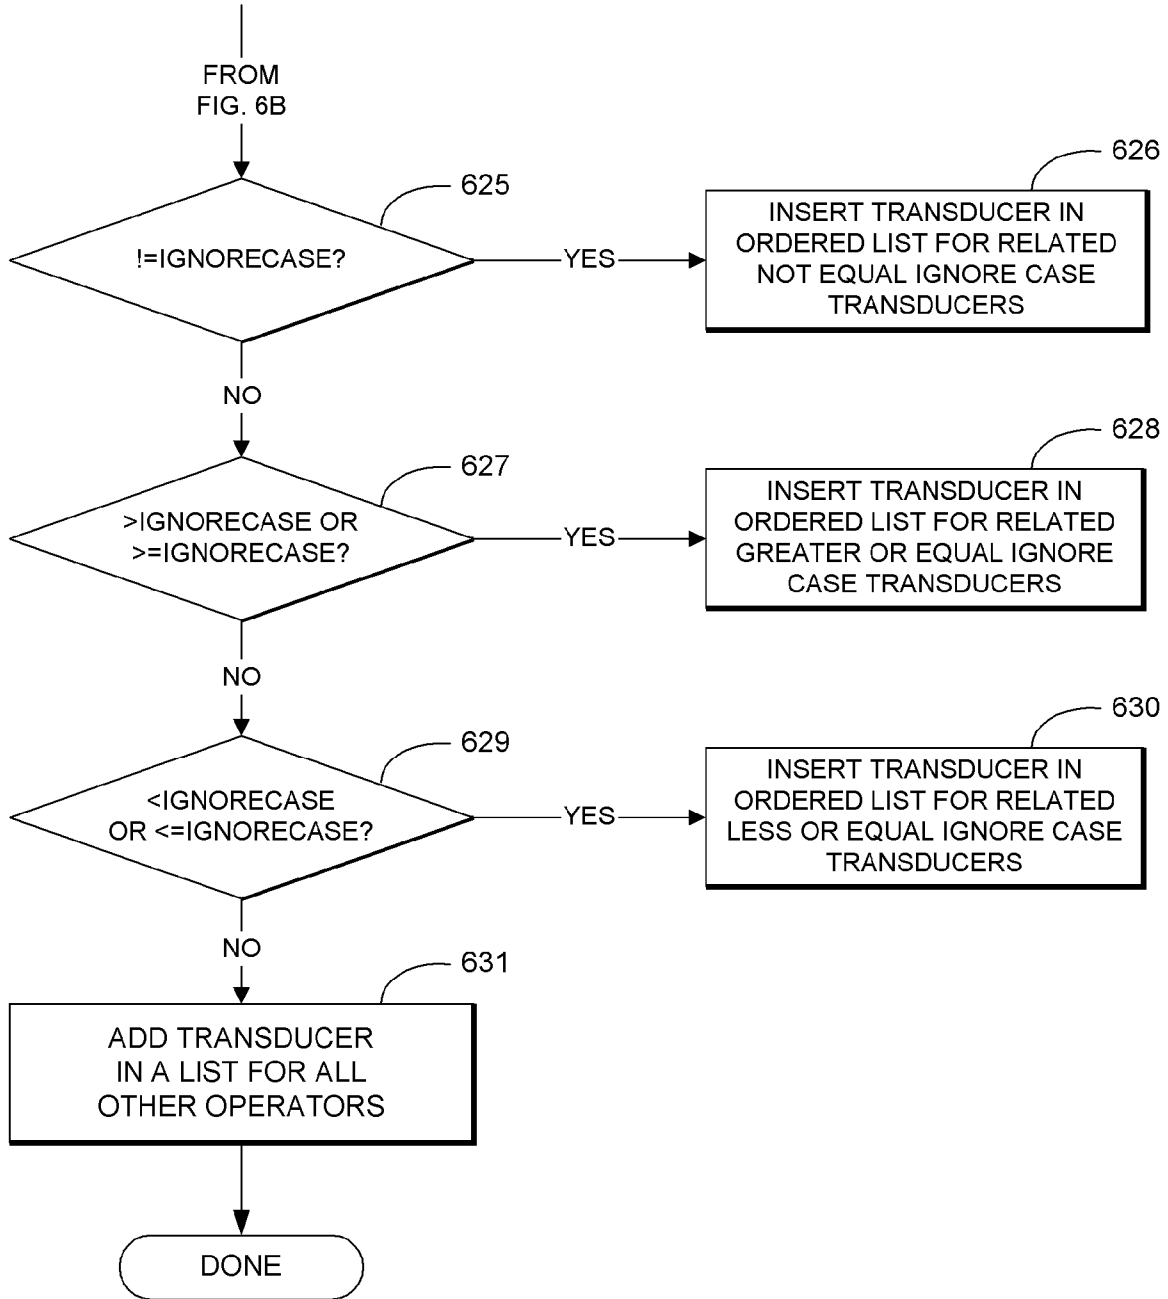 FROM
FIG. 6B
625
626
!=IGNORECASE?
YES
INSERT TRANSDUCER IN
ORDERED LIST FOR RELATED
NOT EQUAL IGNORE CASE
TRANSDUCERS
NO
627
628
>IGNORECASE OR
>=IGNORECASE?
YES
INSERT TRANSDUCER IN
ORDERED LIST FOR RELATED
GREATER OR EQUAL IGNORE
CASE TRANSDUCERS
NO
629
630
<IGNORECASE
OR <=IGNORECASE?
YES
INSERT TRANSDUCER IN
ORDERED LIST FOR RELATED
LESS OR EQUAL IGNORE CASE
TRANSDUCERS
NO
631
ADD TRANSDUCER
IN A LIST FOR ALL
OTHER OPERATORS
DONE